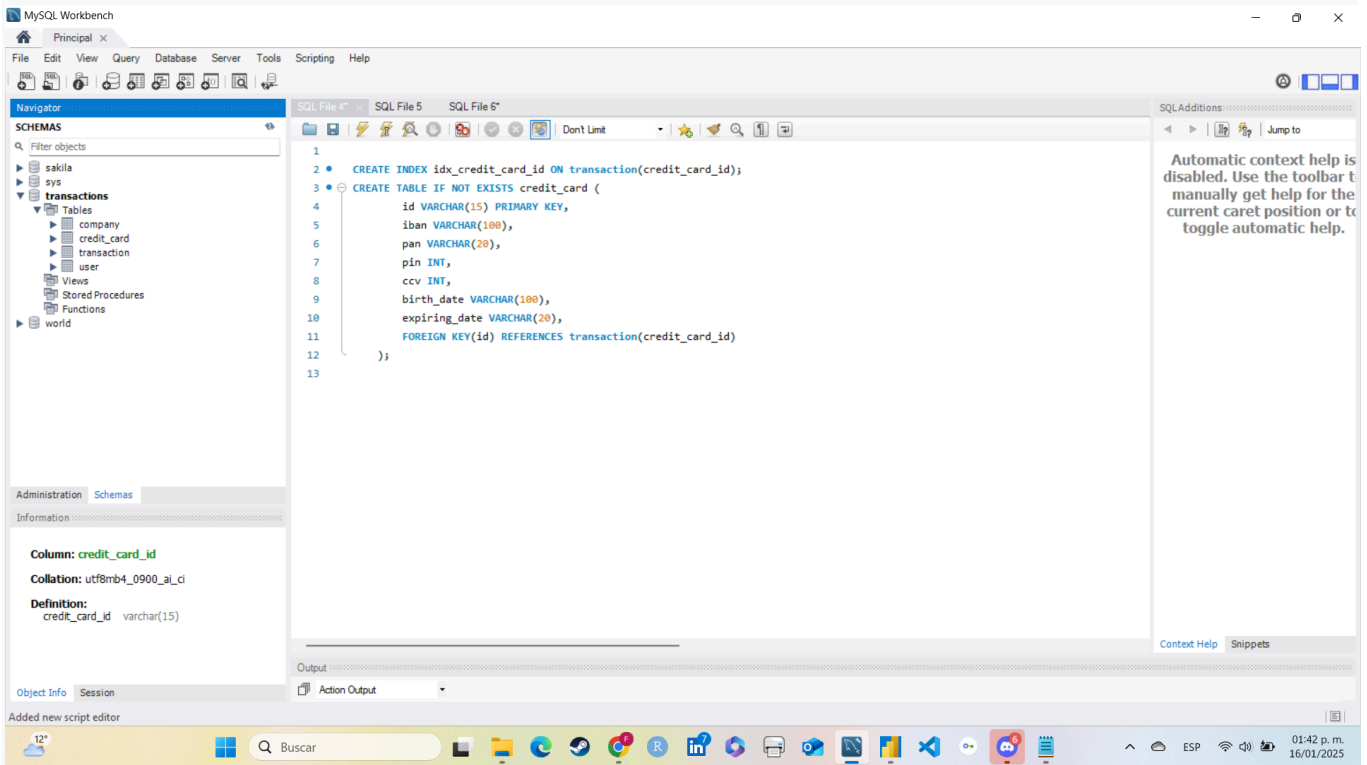 MySQL Workbench
Principal
File Edit View Query Database Server Tools Scripting Help
Navigator
SCHEMAS
Filter objects
sakila
sys
transactions
Tables
company
credit_card
transaction
user
Views
Stored Procedures
Functions
world
Administration Schemas
Information
Column: credit_card_id
Collation: utf8mb4_0900_ai_ci
Definition:
credit_card_id varchar(15)
Object Info Session
SQL File 4* SQL File 5 SQL File 6*
Don't Limit
1
2 CREATE INDEX idx_credit_card_id ON transaction(credit_card_id);
3 CREATE TABLE IF NOT EXISTS credit_card (
4 id VARCHAR(15) PRIMARY KEY,
5 iban VARCHAR(100),
6 pan VARCHAR(20),
7 pin INT,
8 ccv INT,
9 birth_date VARCHAR(100),
10 expiring_date VARCHAR(20),
11 FOREIGN KEY(id) REFERENCES transaction(credit_card_id)
12 );
13
Output
Action Output
SQLAdditions
Jump to
Automatic context help is
disabled. Use the toolbar t
manually get help for the
current caret position or to
toggle automatic help.
Context Help Snippets
Added new script editor
12°
Buscar
F
R
7
6
ESP
01:42 p. m.
16/01/2025